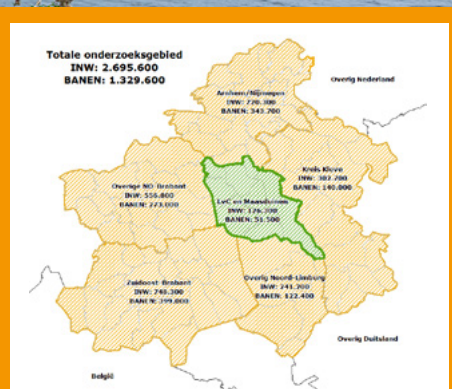 Totale onderzoeksgebied
INW: 2.695.600
BANEN: 1.329.600
Overig Nederland
Arnhem/Nijmegen
INW: 720.300
BANEN: 343.700
Kreis Kleve
INW: 302.700
BANEN: 140.000
Overige NO-Brabant
INW: 556.800
BANEN: 273.000
LvC en Maasduinen
INW: 126.300
BANEN: 51.500
Zuidoost-Brabant
INW: 748.300
BANEN: 399.000
Overig Noord-Limburg
INW: 241.200
BANEN: 122.400
Overig Duitsland
België